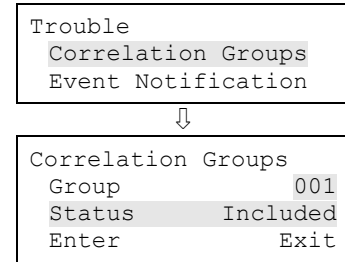 Trouble
Correlation Groups
Event Notification
⇩
Correlation Groups
Group 001
Status Included
Enter Exit